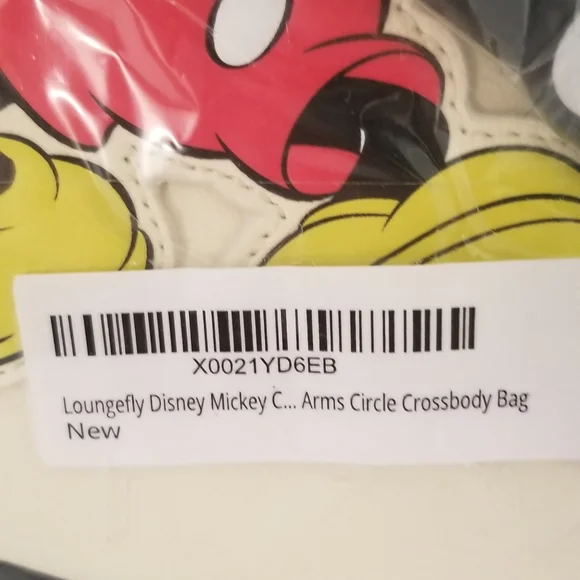 X0021YD6EB
Loungefly Disney Mickey C... Arms Circle Crossbody Bag
New